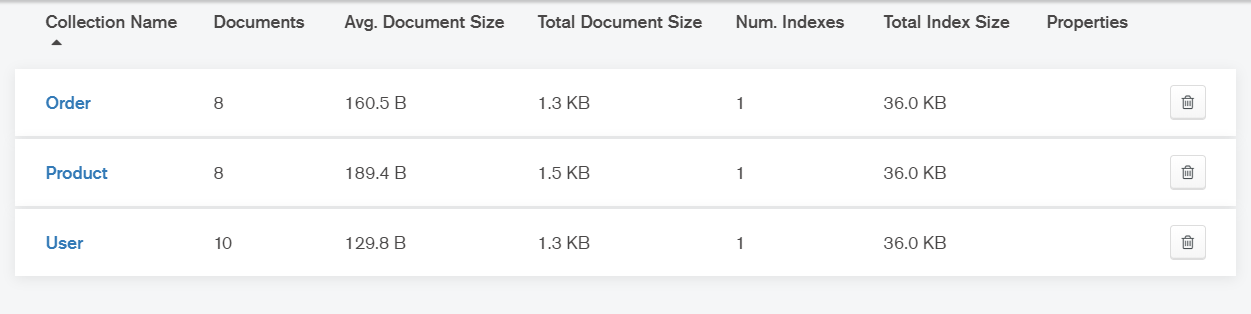 Collection Name Documents Avg. Document Size Total Document Size Num. Indexes Total Index Size Properties
Order 8 160.5 B 1.3 KB 1 36.0 KB
Product 8 189.4 B 1.5 KB 1 36.0 KB
User 10 129.8 B 1.3 KB 1 36.0 KB